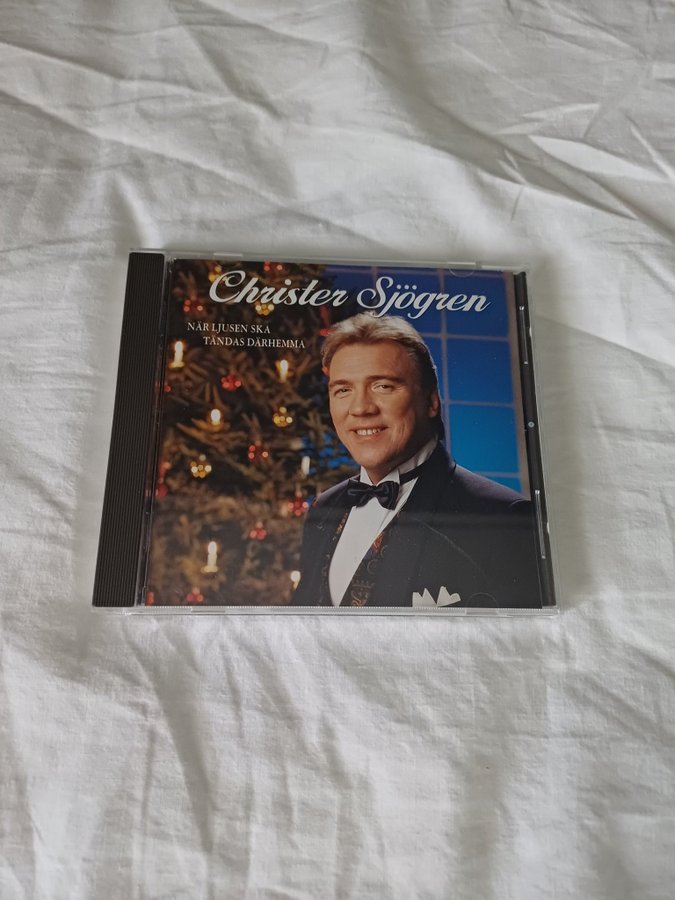 Christer Sjögren
NÄR LJUSEN SKA
TÄNDAS DÄRHEMMA